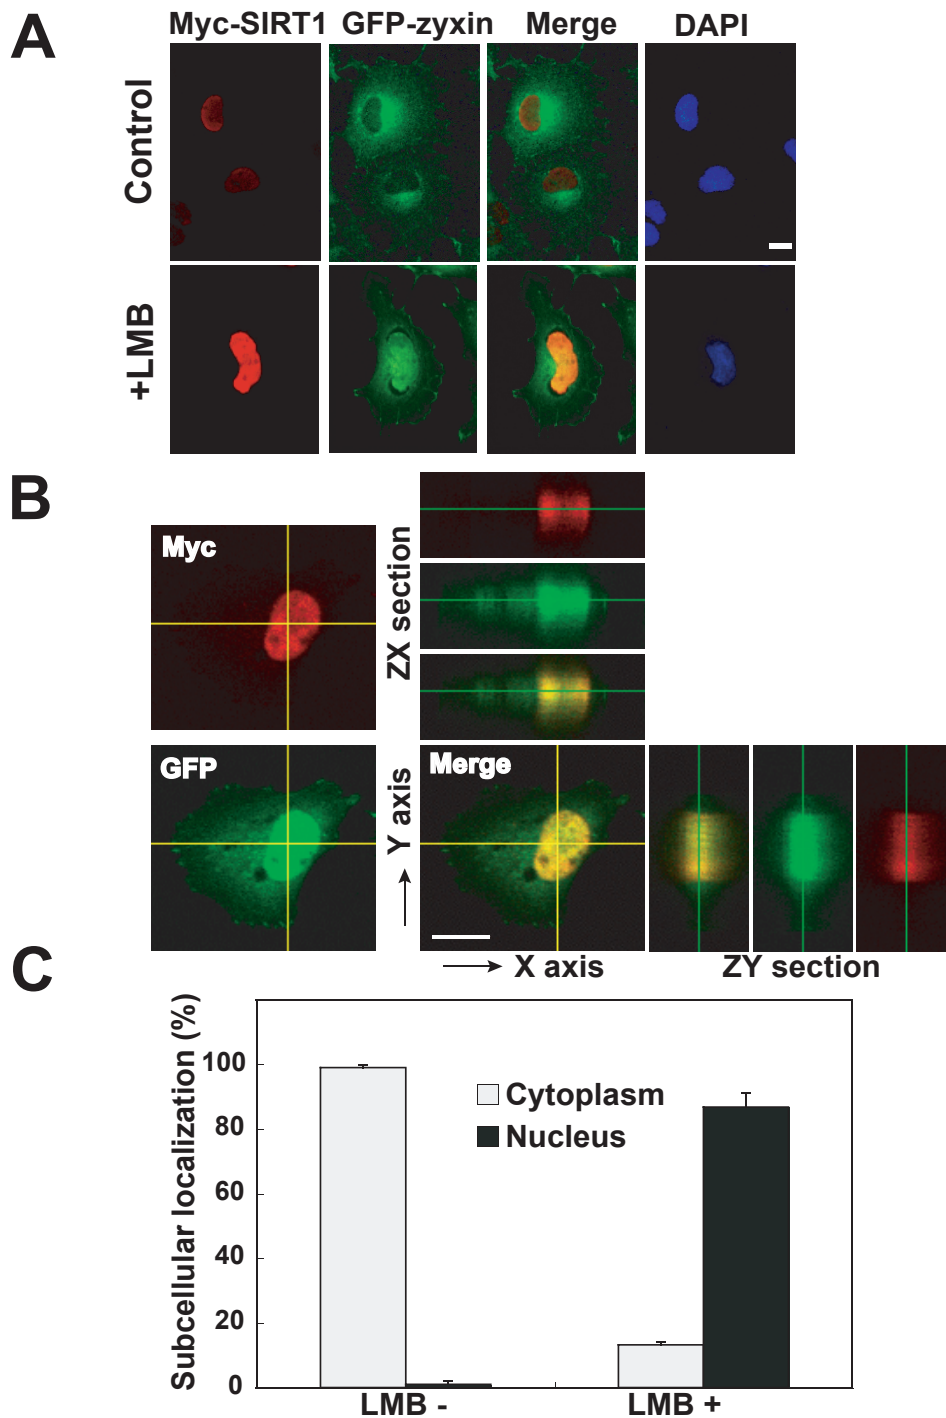 A
Myc-SIRT1 GFP-zyxin Merge DAPI
Control
+LMB
B
Myc
ZX section
GFP
Y axis
Merge
X axis
ZY section
C
Subcellular localization (%)
100
80
60
40
20
0
Cytoplasm
Nucleus
LMB - LMB +